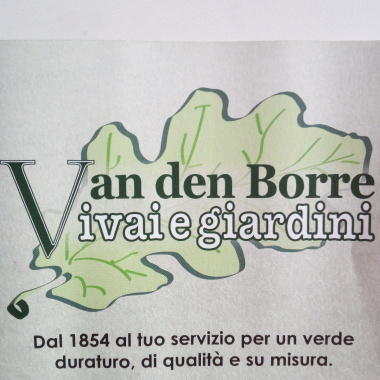 Van den Borre
Vivai e giardini
Dal 1854 al tuo servizio per un verde
duraturo, di qualità e su misura.